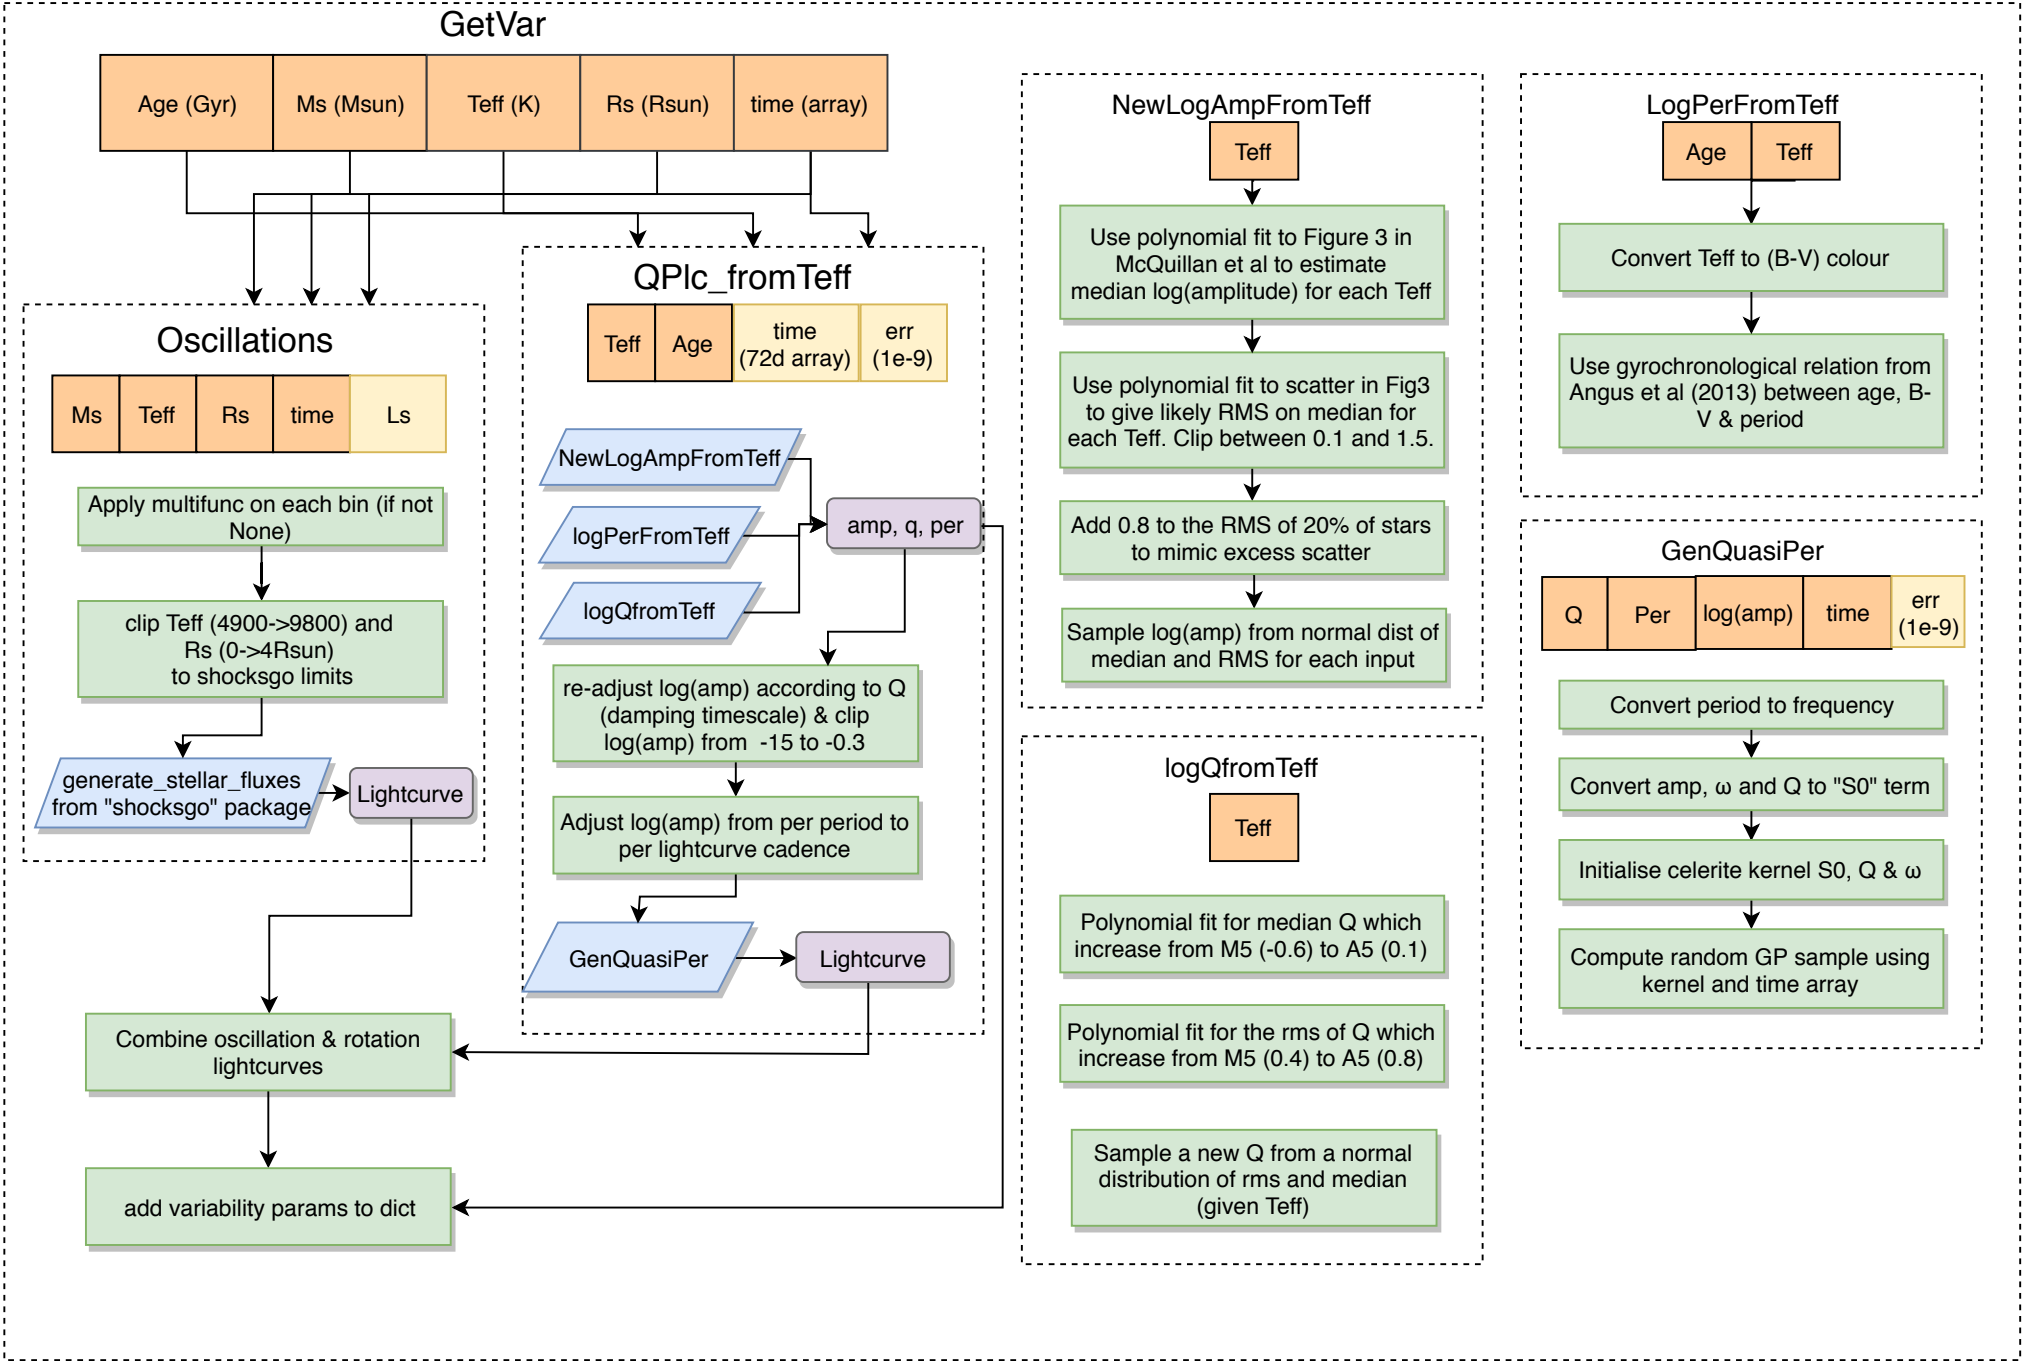 GetVar
Age (Gyr)
Ms (Msun)
Teff (K)
Rs (Rsun)
time (array)
Oscillations
Ms
Teff
Rs
time
Ls
Apply multifunc on each bin (if not
None)
clip Teff (4900->9800) and
Rs (0->4Rsun)
to shocksgo limits
generate_stellar_fluxes
from "shocksgo" package
Lightcurve
Combine oscillation & rotation
lightcurves
add variability params to dict
QPlc_fromTeff
Teff
Age
time
(72d array)
err
(1e-9)
NewLogAmpFromTeff
logPerFromTeff
logQfromTeff
amp, q, per
re-adjust log(amp) according to Q
(damping timescale) & clip
log(amp) from  -15 to -0.3
Adjust log(amp) from per period to
per lightcurve cadence
GenQuasiPer
Lightcurve
NewLogAmpFromTeff
Teff
Use polynomial fit to Figure 3 in
McQuillan et al to estimate
median log(amplitude) for each Teff
Use polynomial fit to scatter in Fig3
to give likely RMS on median for
each Teff. Clip between 0.1 and 1.5.
Add 0.8 to the RMS of 20% of stars
to mimic excess scatter
Sample log(amp) from normal dist of
median and RMS for each input
logQfromTeff
Teff
Polynomial fit for median Q which
increase from M5 (-0.6) to A5 (0.1)
Polynomial fit for the rms of Q which
increase from M5 (0.4) to A5 (0.8)
Sample a new Q from a normal
distribution of rms and median
(given Teff)
LogPerFromTeff
Age
Teff
Convert Teff to (B-V) colour
Use gyrochronological relation from
Angus et al (2013) between age, B-
V & period
GenQuasiPer
Q
Per
log(amp)
time
err
(1e-9)
Convert period to frequency
Convert amp, ω and Q to "S0" term
Initialise celerite kernel S0, Q & ω
Compute random GP sample using
kernel and time array